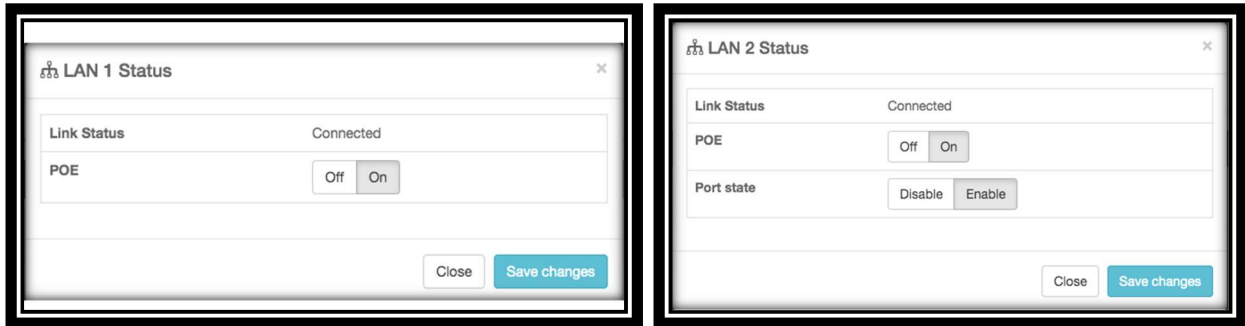 LAN 1 Status ×
Link Status Connected
POE Off On
Close Save changes
LAN 2 Status ×
Link Status Connected
POE Off On
Port state Disable Enable
Close Save changes